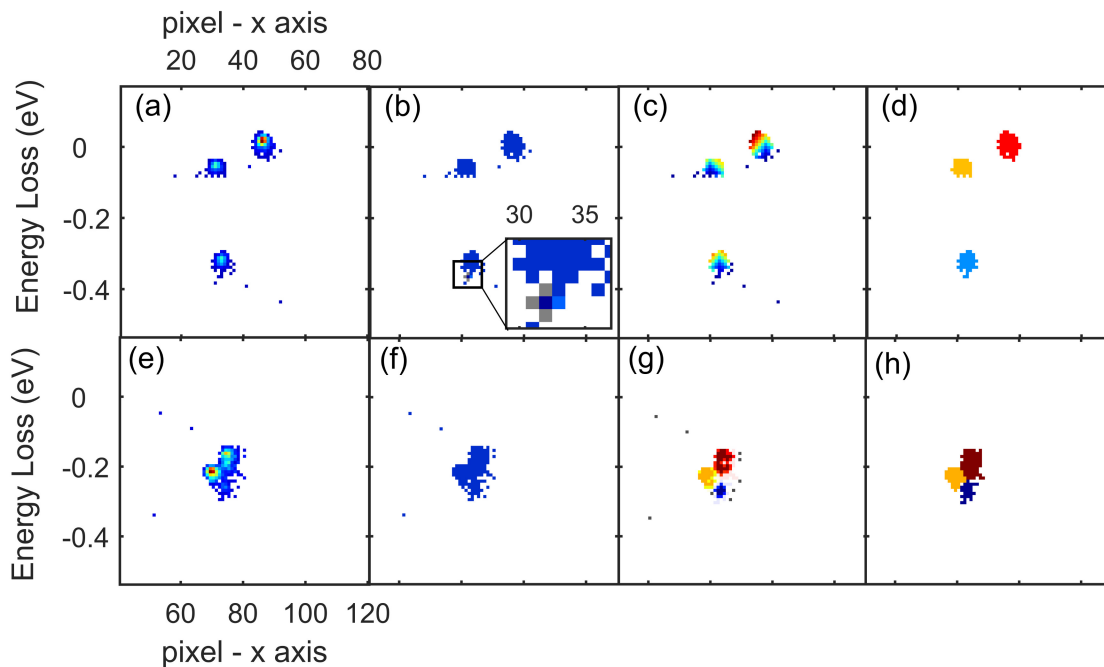 pixel - x axis
20 40 60 80
(a) (b) (c) (d)
Energy Loss (eV)
0
-0.2
-0.4
30 35
(e) (f) (g) (h)
Energy Loss (eV)
0
-0.2
-0.4
60 80 100 120
pixel - x axis